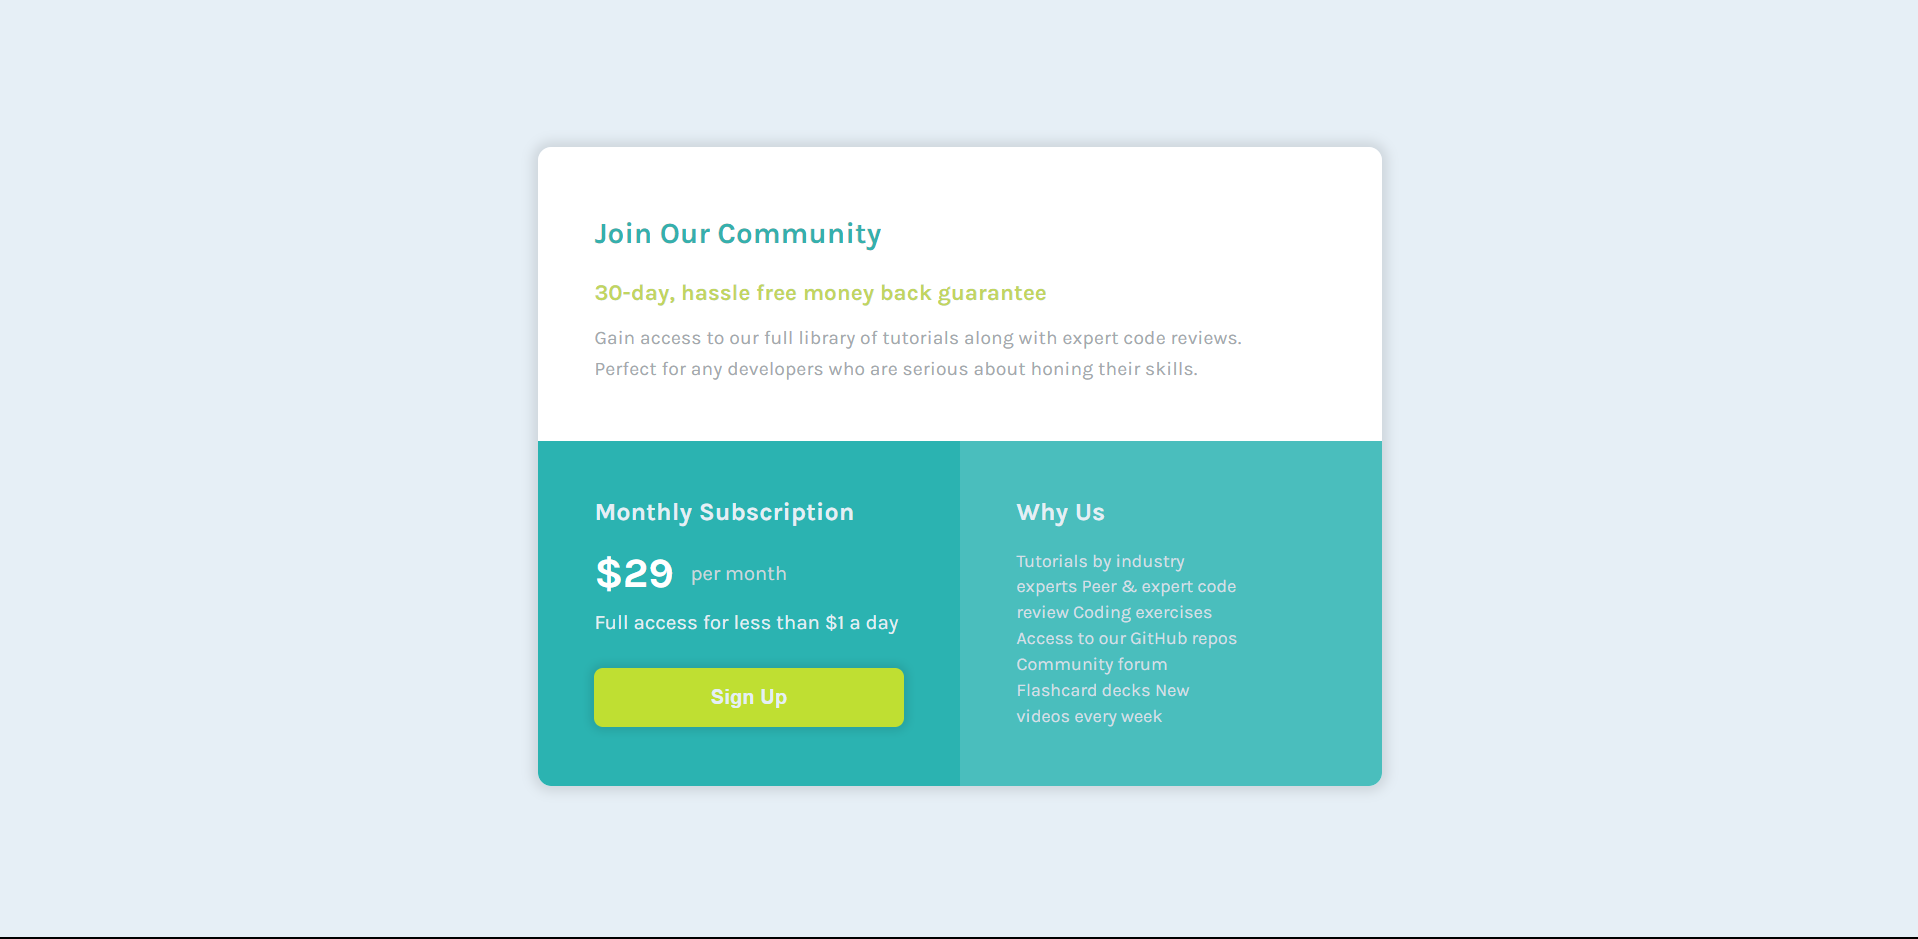 Join Our Community
30-day, hassle free money back guarantee
Gain access to our full library of tutorials along with expert code reviews.
Perfect for any developers who are serious about honing their skills.
Monthly Subscription
$29 per month
Full access for less than $1 a day
Sign Up
Why Us
Tutorials by industry
experts Peer & expert code
review Coding exercises
Access to our GitHub repos
Community forum
Flashcard decks New
videos every week